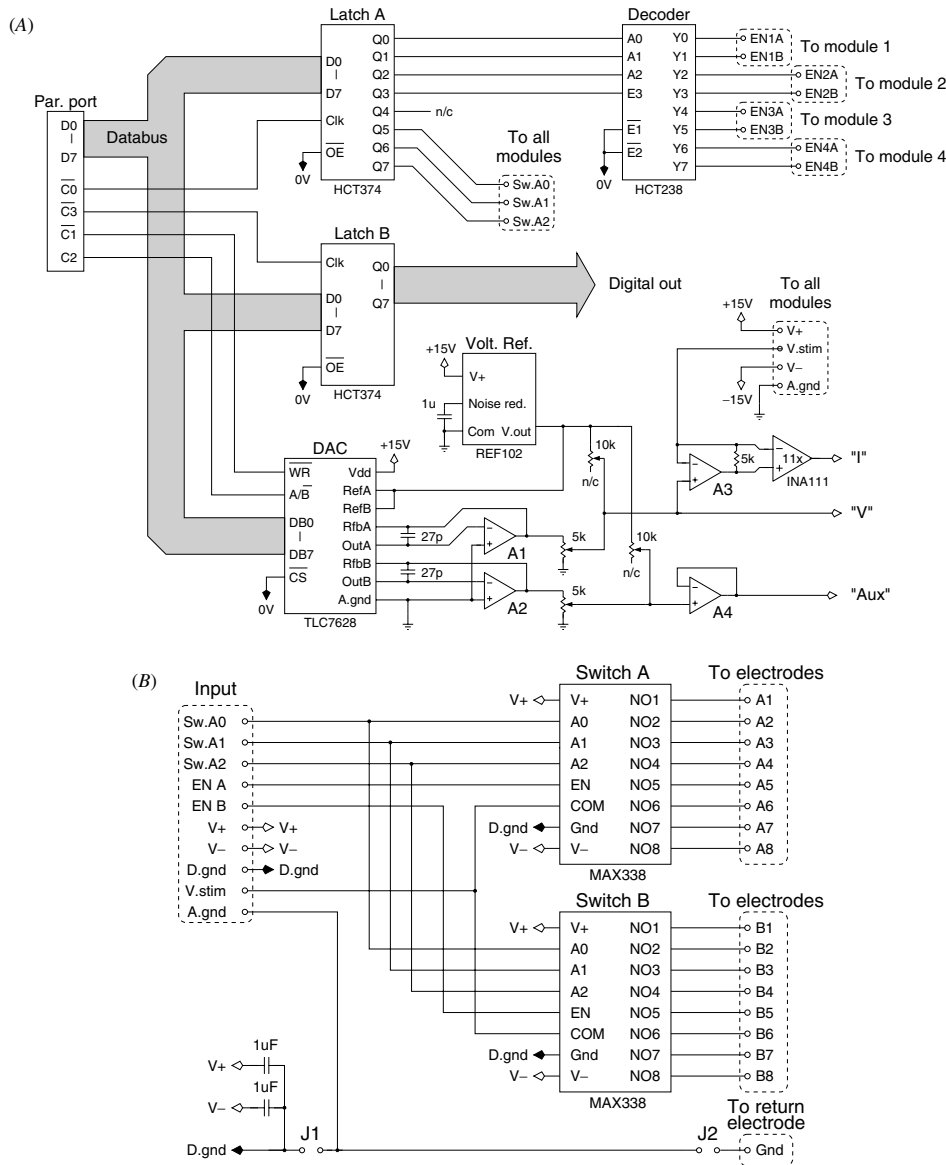 (A)
Latch A
Decoder
Par. port
D0
|
D7
C0
C3
C1
C2
Databus
D0
|
D7
Clk
OE
0V
Q0
Q1
Q2
Q3
Q4
Q5
Q6
Q7
HCT374
n/c
To all
modules
Sw.A0
Sw.A1
Sw.A2
A0
A1
A2
E3
E1
E2
0V
Y0
Y1
Y2
Y3
Y4
Y5
Y6
Y7
HCT238
EN1A
EN1B
To module 1
EN2A
EN2B
To module 2
EN3A
EN3B
To module 3
EN4A
EN4B
To module 4
Latch B
Clk
D0
|
D7
OE
0V
Q0
|
Q7
HCT374
Digital out
Volt. Ref.
+15V
V+
1u
Noise red.
Com V.out
REF102
To all
modules
+15V
V+
V.stim
V−
−15V
A.gnd
DAC
+15V
WR
A/B
DB0
|
DB7
CS
0V
Vdd
RefA
RefB
RfbA
OutA
RfbB
OutB
A.gnd
TLC7628
27p
27p
A1
A2
5k
5k
10k
n/c
10k
n/c
A3
5k
11x
INA111
A4
"I"
"V"
"Aux"
(B)
Input
Sw.A0
Sw.A1
Sw.A2
EN A
EN B
V+
V+
V−
V−
D.gnd
D.gnd
V.stim
A.gnd
Switch A
V+
V+
A0
A1
A2
EN
COM
D.gnd
Gnd
V−
V−
NO1
NO2
NO3
NO4
NO5
NO6
NO7
NO8
MAX338
To electrodes
A1
A2
A3
A4
A5
A6
A7
A8
Switch B
V+
V+
A0
A1
A2
EN
COM
D.gnd
Gnd
V−
V−
NO1
NO2
NO3
NO4
NO5
NO6
NO7
NO8
MAX338
To electrodes
B1
B2
B3
B4
B5
B6
B7
B8
1uF
V+
1uF
V−
D.gnd
J1
J2
To return
electrode
Gnd